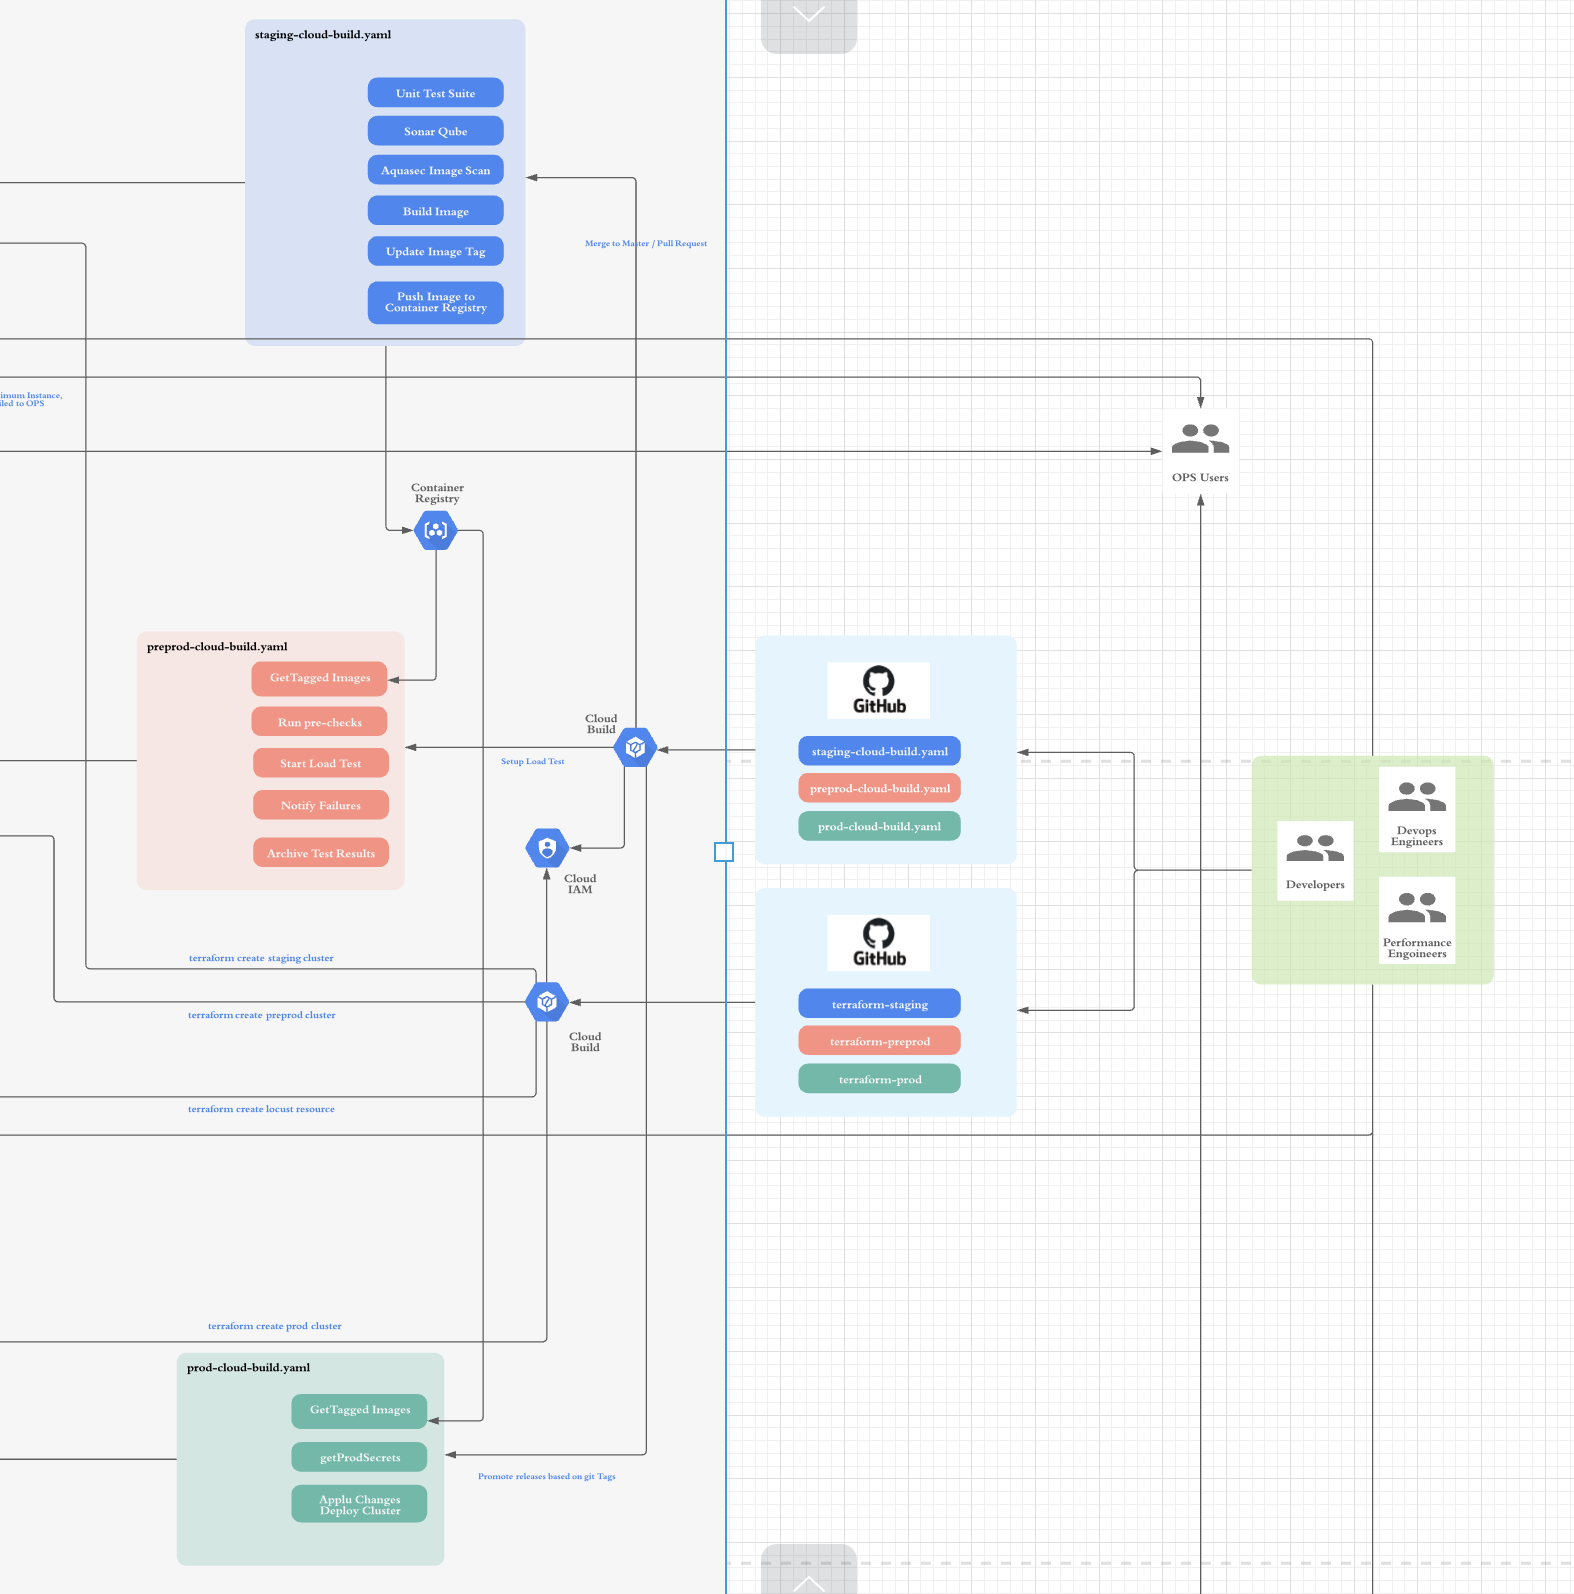 staging-cloud-build.yaml
Unit Test Suite
Sonar Qube
Aquasec Image Scan
Build Image
Update Image Tag
Push Image to
Container Registry
Merge to Master / Pull Request
Instance,
to OPS
OPS Users
Container
Registry
preprod-cloud-build.yaml
GetTagged Images
Run pre-checks
Start Load Test
Notify Failures
Archive Test Results
Cloud
Build
Setup Load Test
Cloud
IAM
GitHub
staging-cloud-build.yaml
preprod-cloud-build.yaml
prod-cloud-build.yaml
Developers
Devops
Engineers
Performance
Engoineers
GitHub
terraform-staging
terraform-preprod
terraform-prod
terraform create staging cluster
terraform create preprod cluster
Cloud
Build
terraform create locust resource
terraform create prod cluster
prod-cloud-build.yaml
GetTagged Images
getProdSecrets
Applu Changes
Deploy Cluster
Promote releases based on git Tags